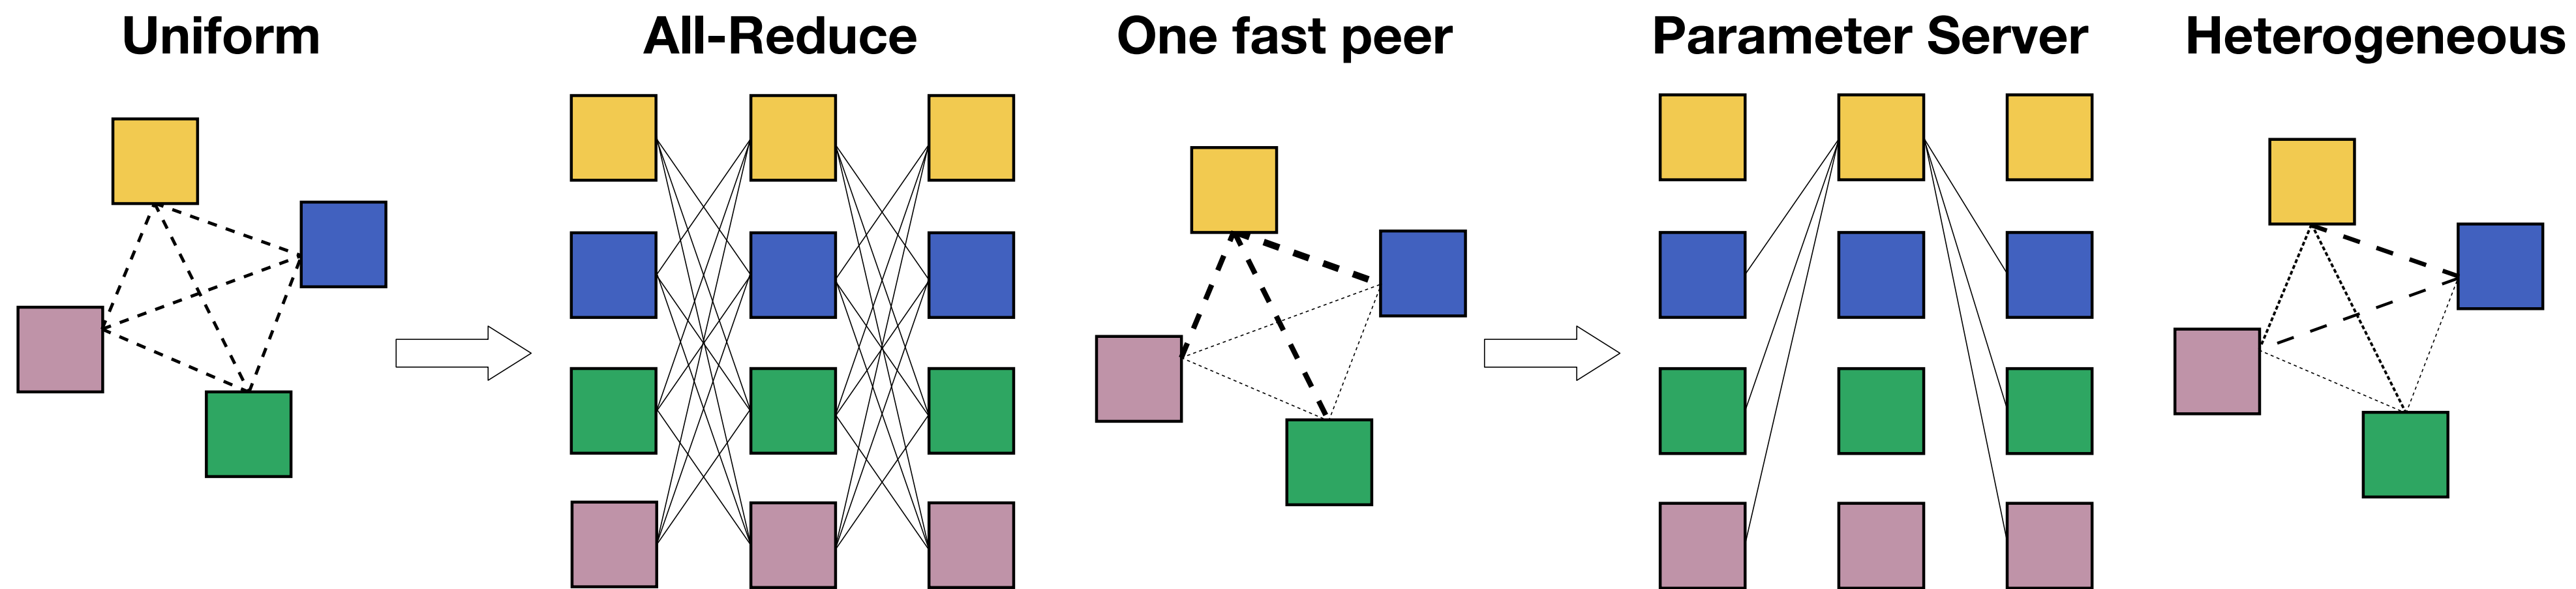 Uniform
All-Reduce
One fast peer
Parameter Server
Heterogeneous